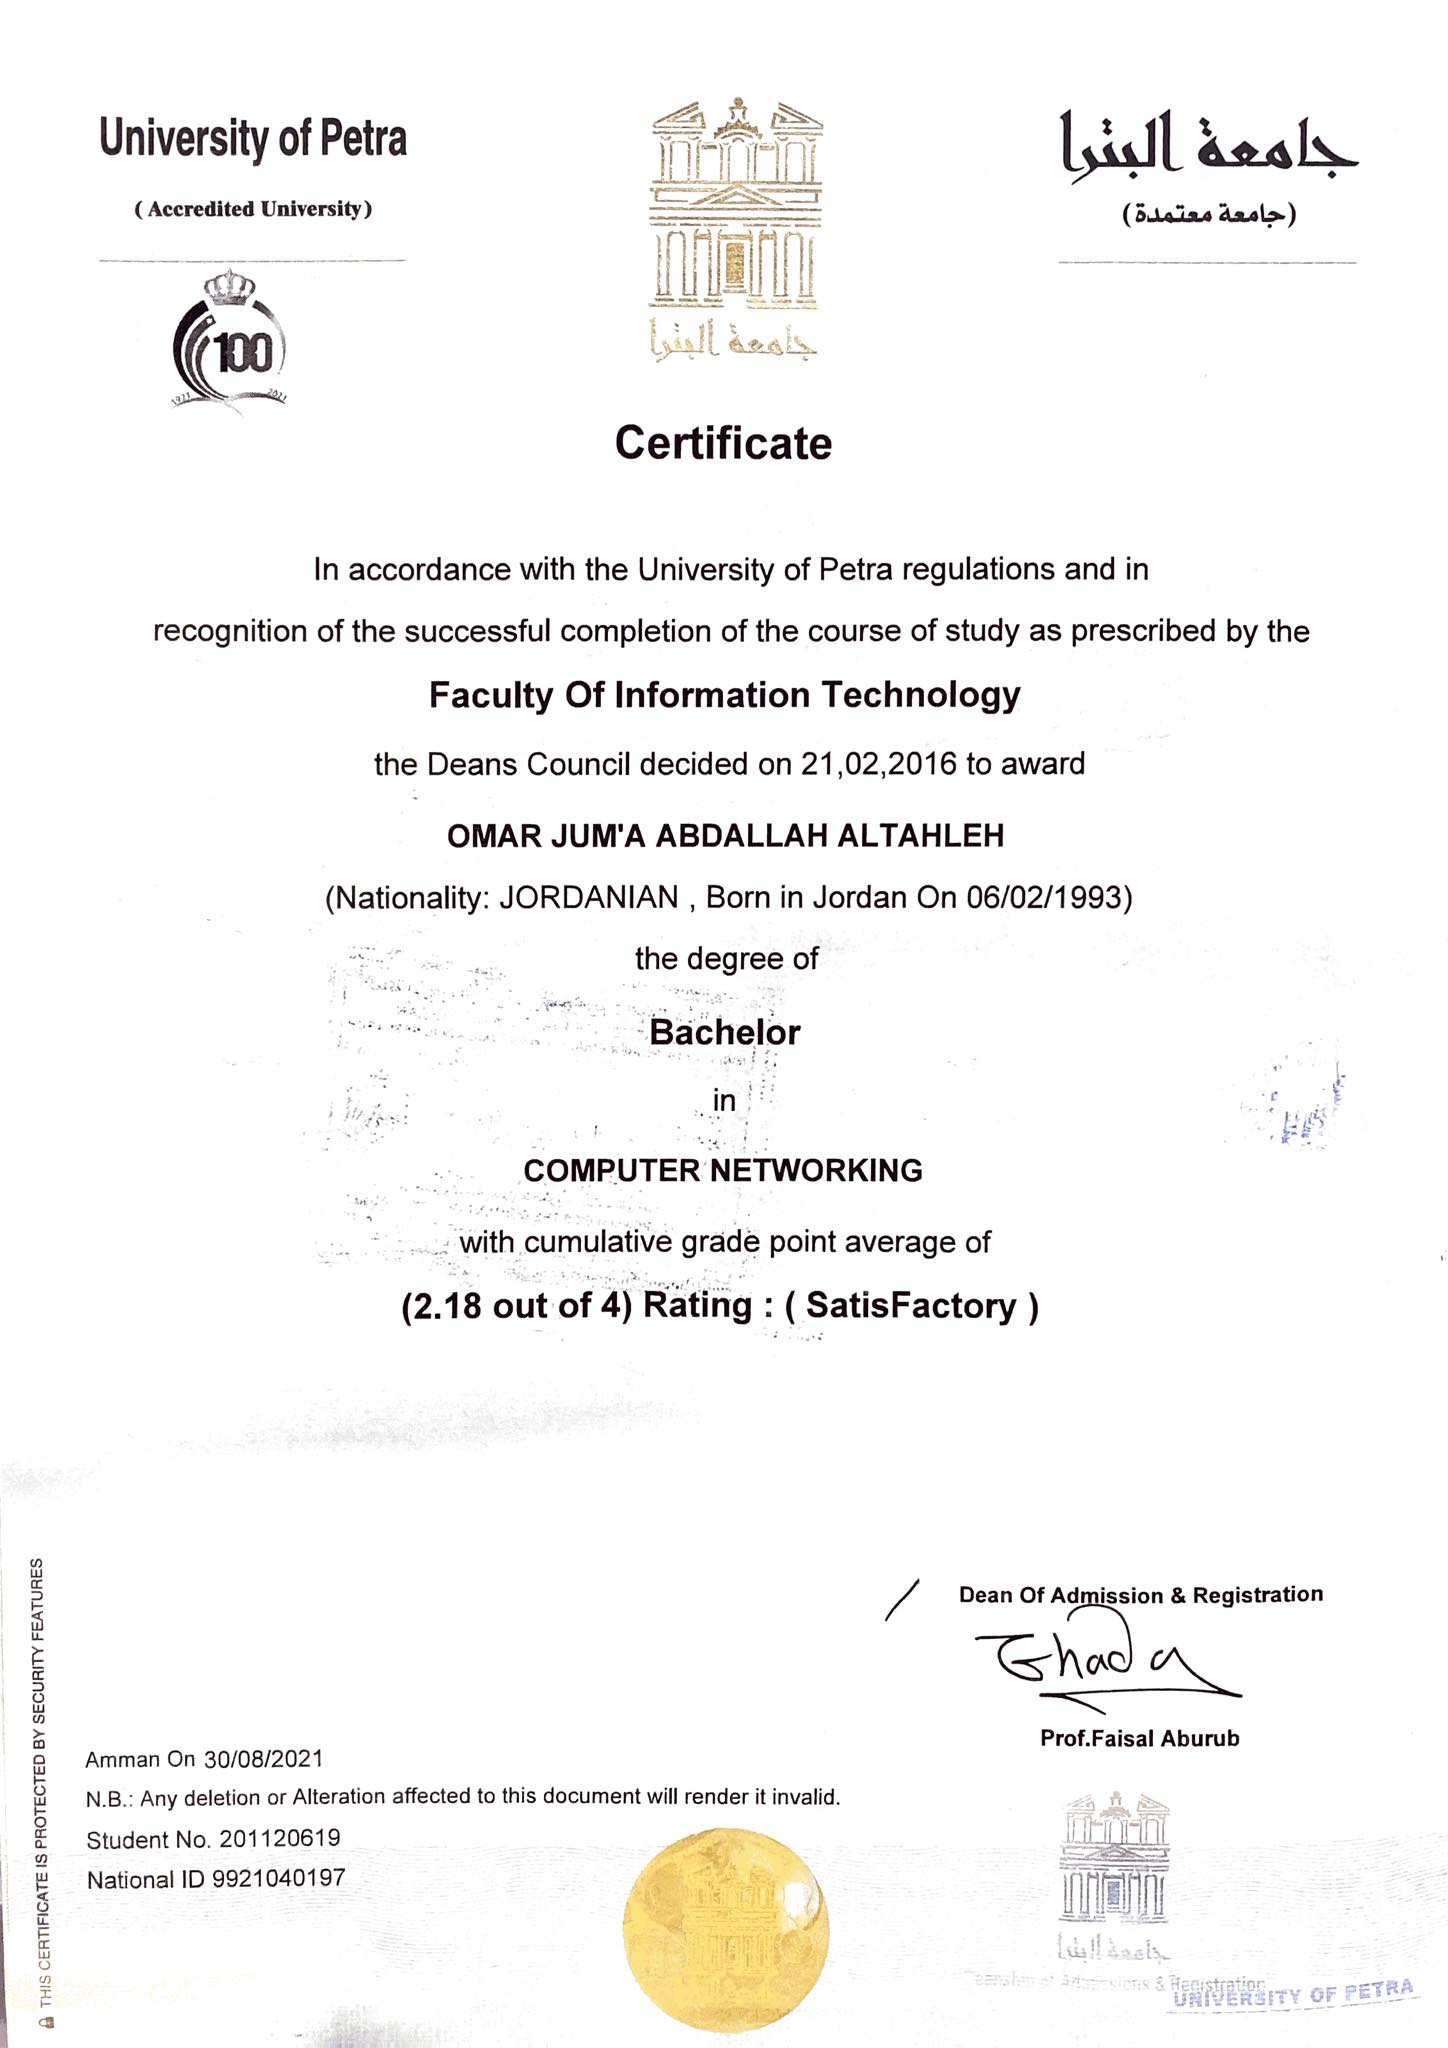 University of Petra
( Accredited University)
جامعة البترا
(جامعة معتمدة)
جامعة البترا
100
1921 2021
Certificate
In accordance with the University of Petra regulations and in
recognition of the successful completion of the course of study as prescribed by the
Faculty Of Information Technology
the Deans Council decided on 21,02,2016 to award
OMAR JUM'A ABDALLAH ALTAHLEH
(Nationality: JORDANIAN , Born in Jordan On 06/02/1993)
the degree of
Bachelor
in
COMPUTER NETWORKING
with cumulative grade point average of
(2.18 out of 4) Rating : ( SatisFactory )
Dean Of Admission & Registration
Ghada
Prof.Faisal Aburub
Amman On 30/08/2021
N.B.: Any deletion or Alteration affected to this document will render it invalid.
Student No. 201120619
National ID 9921040197
THIS CERTIFICATE IS PROTECTED BY SECURITY FEATURES
جامعة البترا
Admissions & Registration
UNIVERSITY OF PETRA